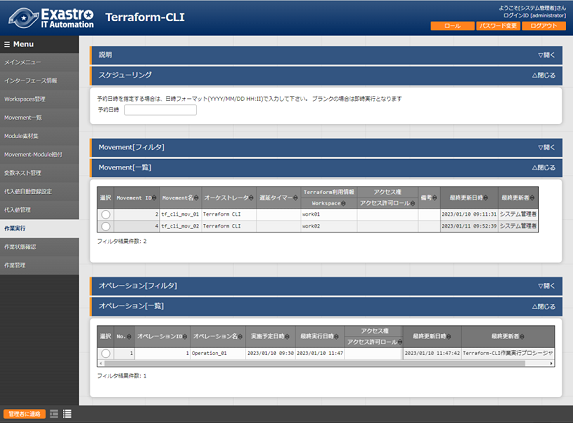 Exastro
IT Automation
Terraform-CLI
ようこそ[システム管理者]さん
ログインID [administrator]
ロール
パスワード変更
ログアウト
Menu
メインメニュー
インターフェース情報
Workspaces管理
Movement一覧
Module素材集
Movement-Module紐付
変数ネスト管理
代入値自動登録設定
代入値管理
作業実行
作業状態確認
作業管理
説明 ▽開く
スケジューリング △閉じる
予約日時を指定する場合は、日時フォーマット(YYYY/MM/DD HH:II)で入力して下さい。 ブランクの場合は即時実行となります
予約日時
Movement[フィルタ] ▽開く
Movement[一覧] △閉じる
選択 Movement ID Movement名 オーケストレータ 遅延タイマー Terraform利用情報 アクセス権 備考 最終更新日時 最終更新者
Workspace アクセス許可ロール
2 tf_cli_mov_01 Terraform CLI work01 2023/01/10 09:11:31 システム管理者
4 tf_cli_mov_02 Terraform CLI work02 2023/01/11 09:52:39 システム管理者
フィルタ結果件数: 2
オペレーション[フィルタ] ▽開く
オペレーション[一覧] △閉じる
選択 No. オペレーションID オペレーション名 実施予定日時 最終実行日時 アクセス権 最終更新日時 最終更新者
アクセス許可ロール
1 1 Operation_01 2023/01/10 09:30 2023/01/10 11:47 2023/01/10 11:47:42 Terraform-CLI作業実行プロシージャ
フィルタ結果件数: 1
管理者に連絡